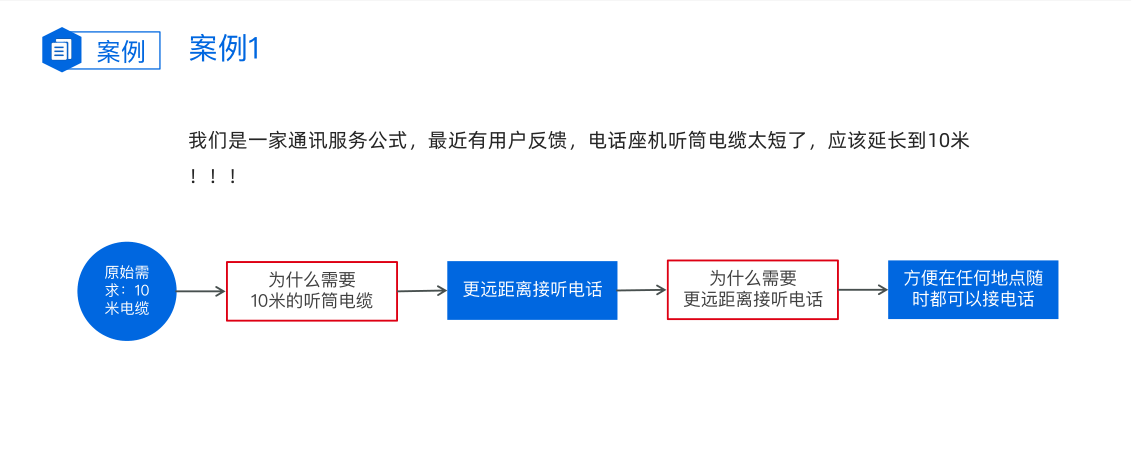 案例
案例1
我们是一家通讯服务公式，最近有用户反馈，电话座机听筒电缆太短了，应该延长到10米
！！！
原始需
求：10
米电缆
为什么需要
10米的听筒电缆
更远距离接听电话
为什么需要
更远距离接听电话
方便在任何地点随
时都可以接电话